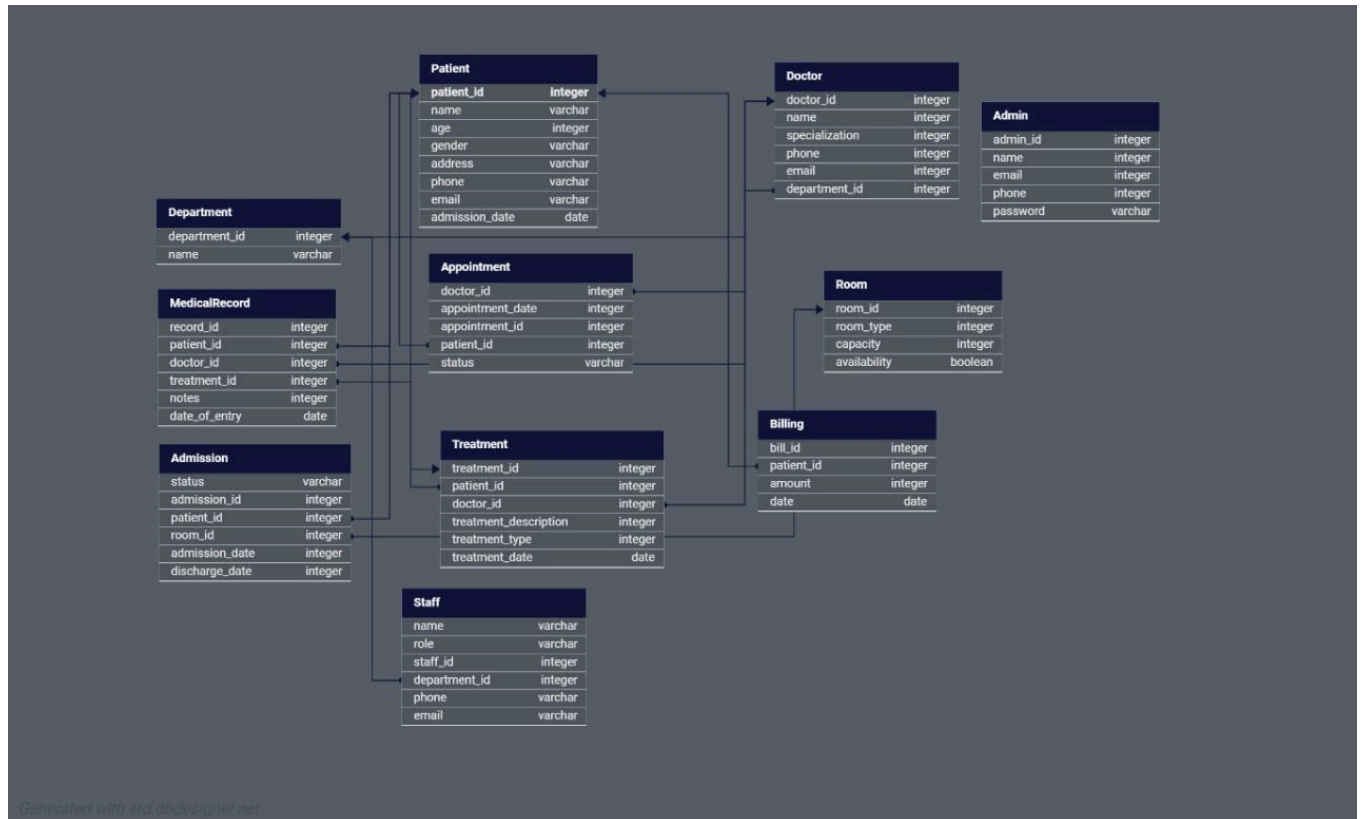 Patient
patient_id integer
name varchar
age integer
gender varchar
address varchar
phone varchar
email varchar
admission_date date
Doctor
doctor_id integer
name integer
specialization integer
phone integer
email integer
department_id integer
Admin
admin_id integer
name integer
email integer
phone integer
password varchar
Department
department_id integer
name varchar
Appointment
doctor_id integer
appointment_date integer
appointment_id integer
patient_id integer
status varchar
Room
room_id integer
room_type integer
capacity integer
availability boolean
MedicalRecord
record_id integer
patient_id integer
doctor_id integer
treatment_id integer
notes integer
date_of_entry date
Billing
bill_id integer
patient_id integer
amount integer
date date
Treatment
treatment_id integer
patient_id integer
doctor_id integer
treatment_description integer
treatment_type integer
treatment_date date
Admission
status varchar
admission_id integer
patient_id integer
room_id integer
admission_date integer
discharge_date integer
Staff
name varchar
role varchar
staff_id integer
department_id integer
phone varchar
email varchar
Generated with erd.dbdesigner.net